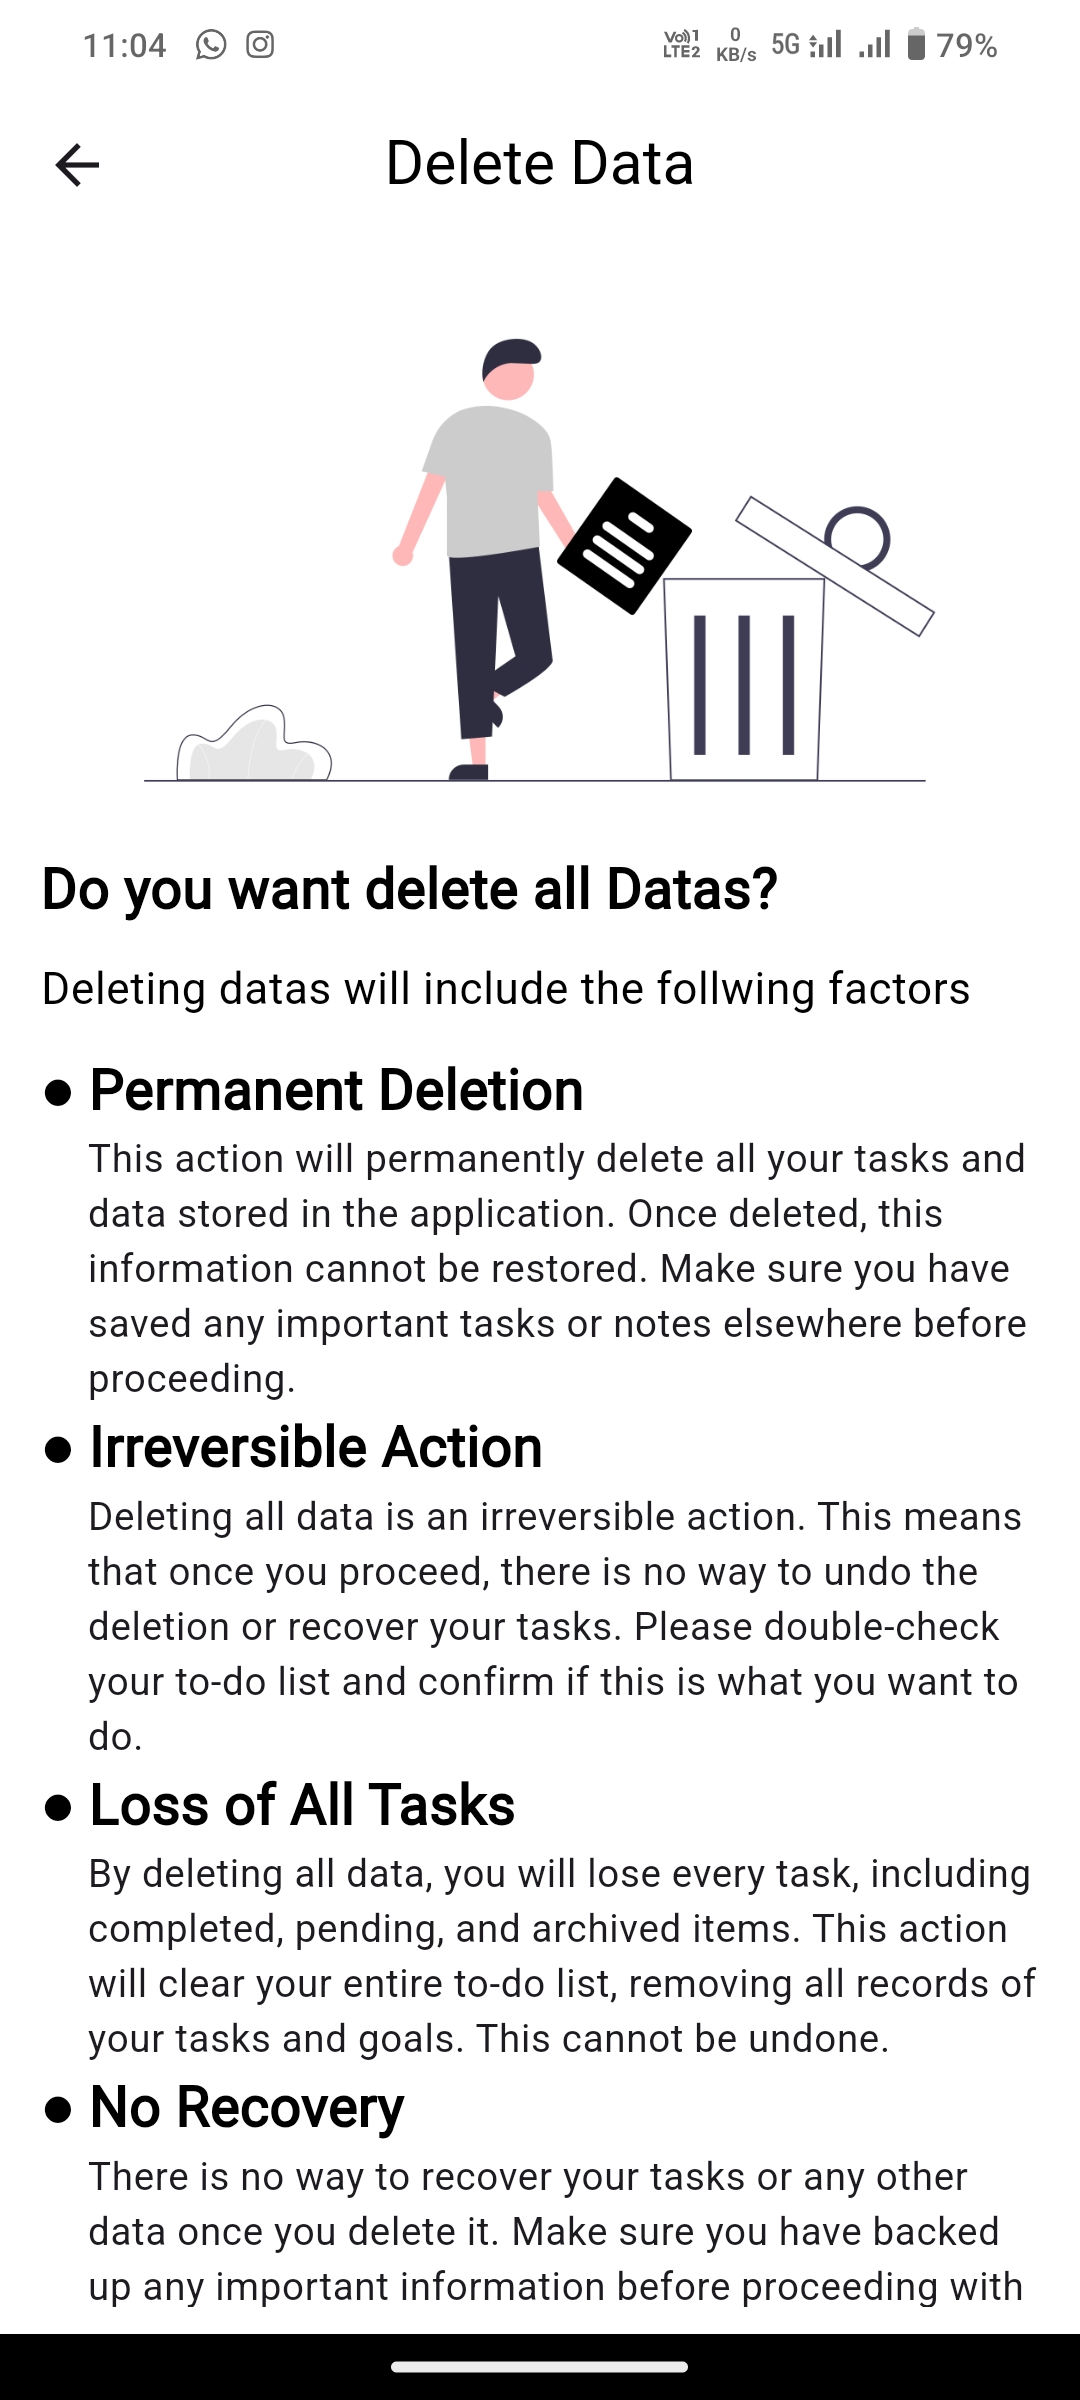 11:04
Vo)) 1
LTE2
0
KB/s
5G
79%
Delete Data
Do you want delete all Datas?
Deleting datas will include the follwing factors
● Permanent Deletion
This action will permanently delete all your tasks and
data stored in the application. Once deleted, this
information cannot be restored. Make sure you have
saved any important tasks or notes elsewhere before
proceeding.
● Irreversible Action
Deleting all data is an irreversible action. This means
that once you proceed, there is no way to undo the
deletion or recover your tasks. Please double-check
your to-do list and confirm if this is what you want to
do.
● Loss of All Tasks
By deleting all data, you will lose every task, including
completed, pending, and archived items. This action
will clear your entire to-do list, removing all records of
your tasks and goals. This cannot be undone.
● No Recovery
There is no way to recover your tasks or any other
data once you delete it. Make sure you have backed
up any important information before proceeding with